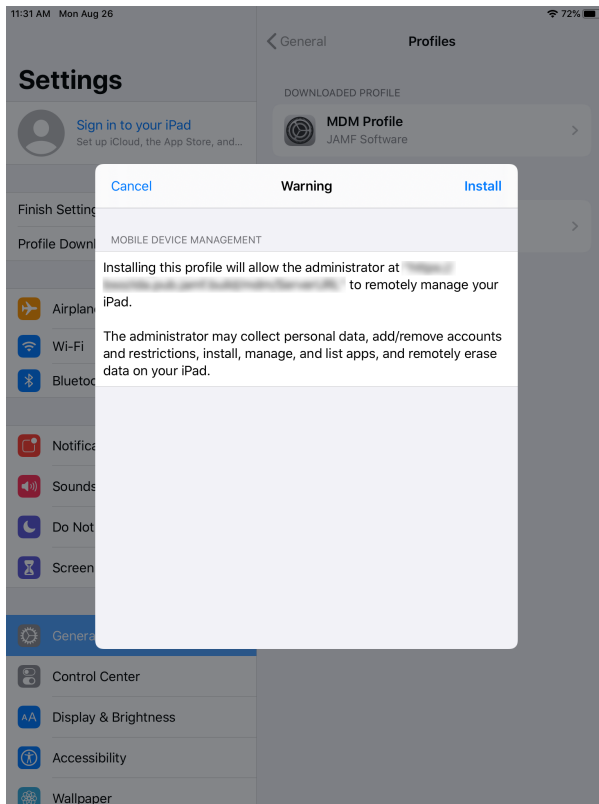 11:31 AM Mon Aug 26
72%
Settings
Sign in to your iPad
Set up iCloud, the App Store, and...
Finish Setting
Profile Downl
Airplan
Wi-Fi
Bluetoo
Notifica
Sounds
Do Not
Screen
Genera
Control Center
Display & Brightness
Accessibility
Wallpaper
General
Profiles
DOWNLOADED PROFILE
MDM Profile
JAMF Software
Cancel
Warning
Install
MOBILE DEVICE MANAGEMENT
Installing this profile will allow the administrator at
to remotely manage your
iPad.
The administrator may collect personal data, add/remove accounts
and restrictions, install, manage, and list apps, and remotely erase
data on your iPad.